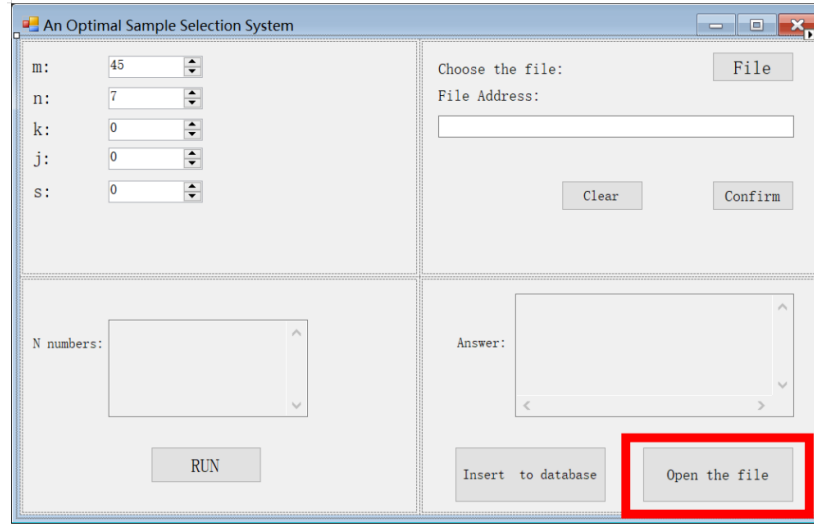 An Optimal Sample Selection System
m: 45
n: 7
k: 0
j: 0
s: 0
Choose the file: File
File Address:
Clear Confirm
N numbers:
RUN
Answer:
Insert to database Open the file